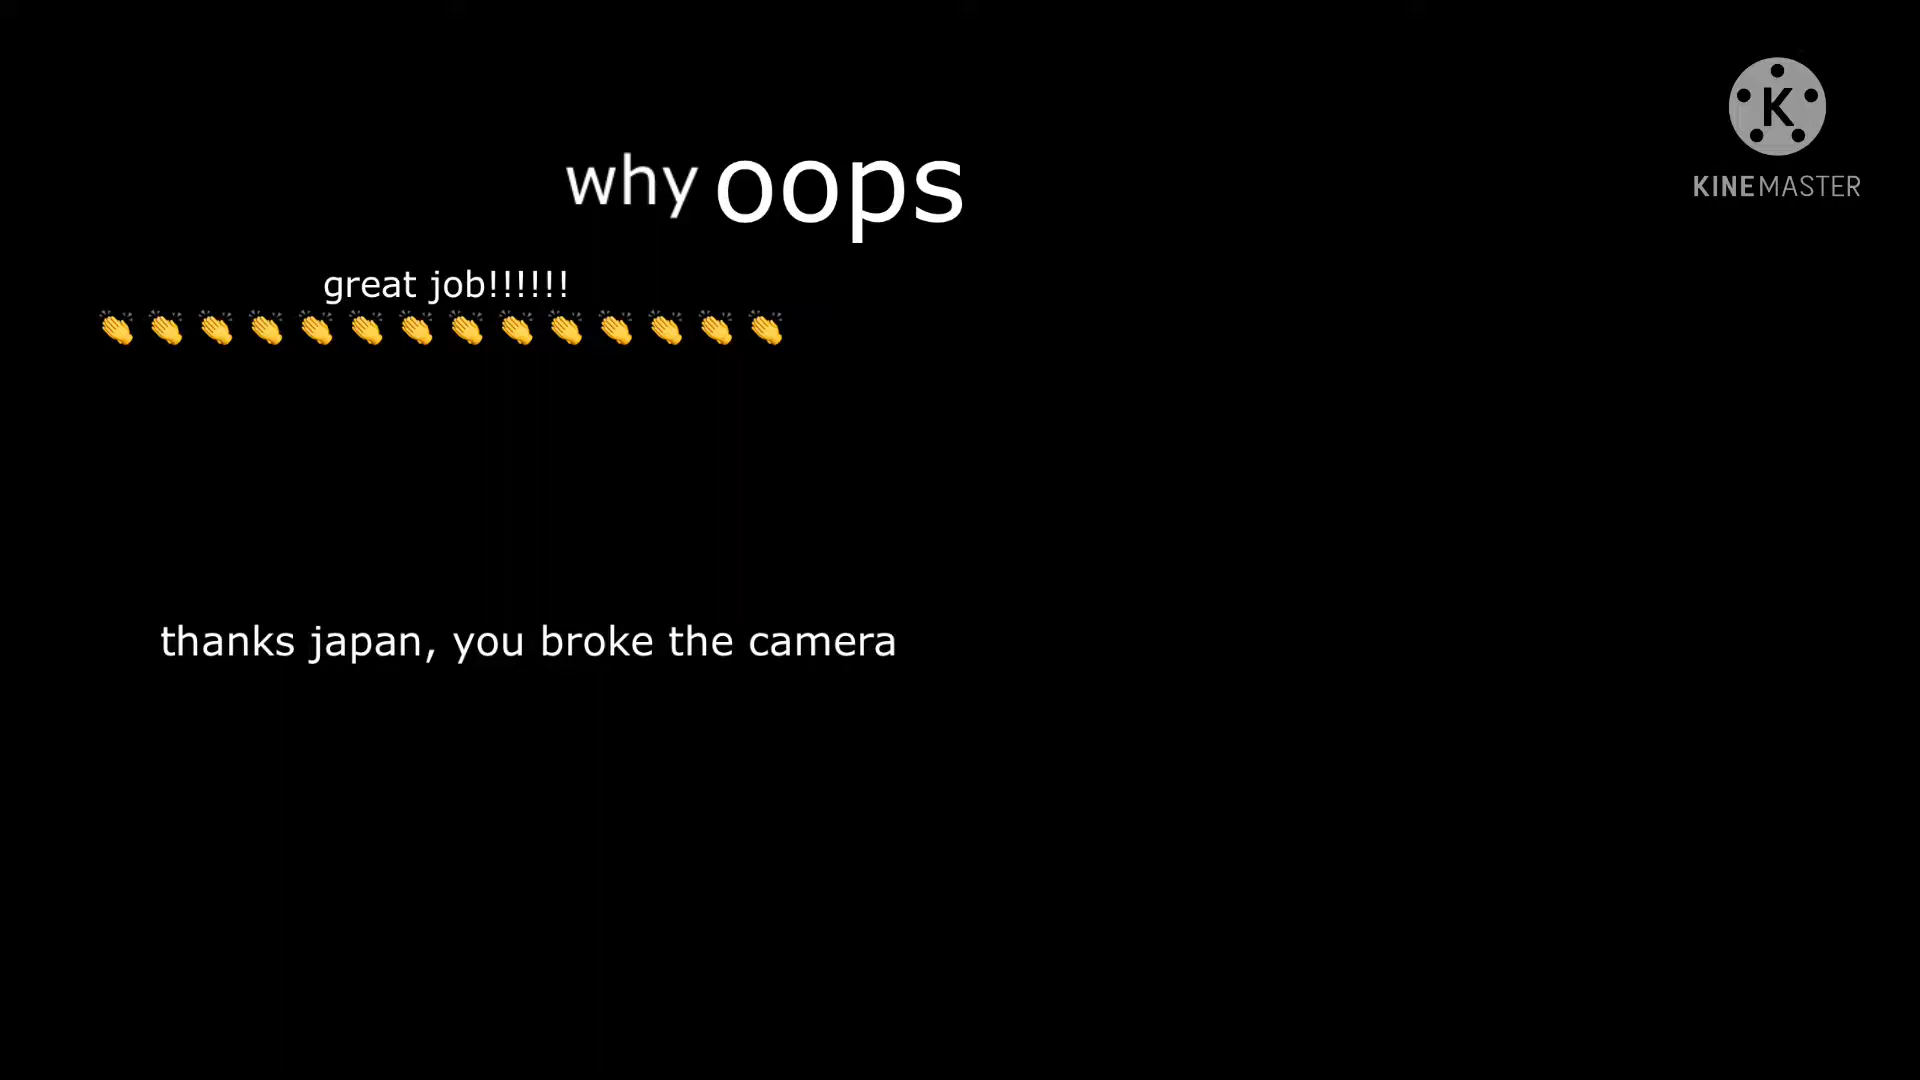 why oops
great job!!!!!!
👏 👏 👏 👏 👏 👏 👏 👏 👏 👏 👏 👏 👏 👏
thanks japan, you broke the camera
K
KINEMASTER